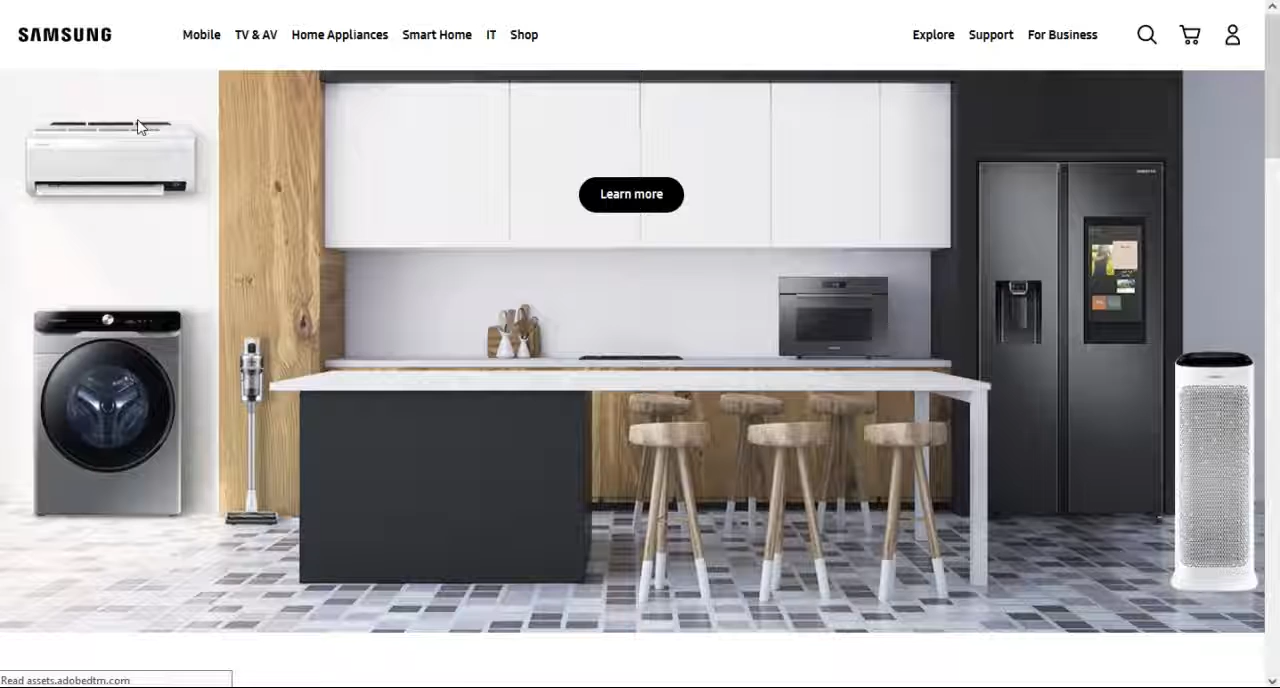 SAMSUNG Mobile TV & AV Home Appliances Smart Home IT Shop Explore Support For Business
Learn more
Read assets.adobedtm.com